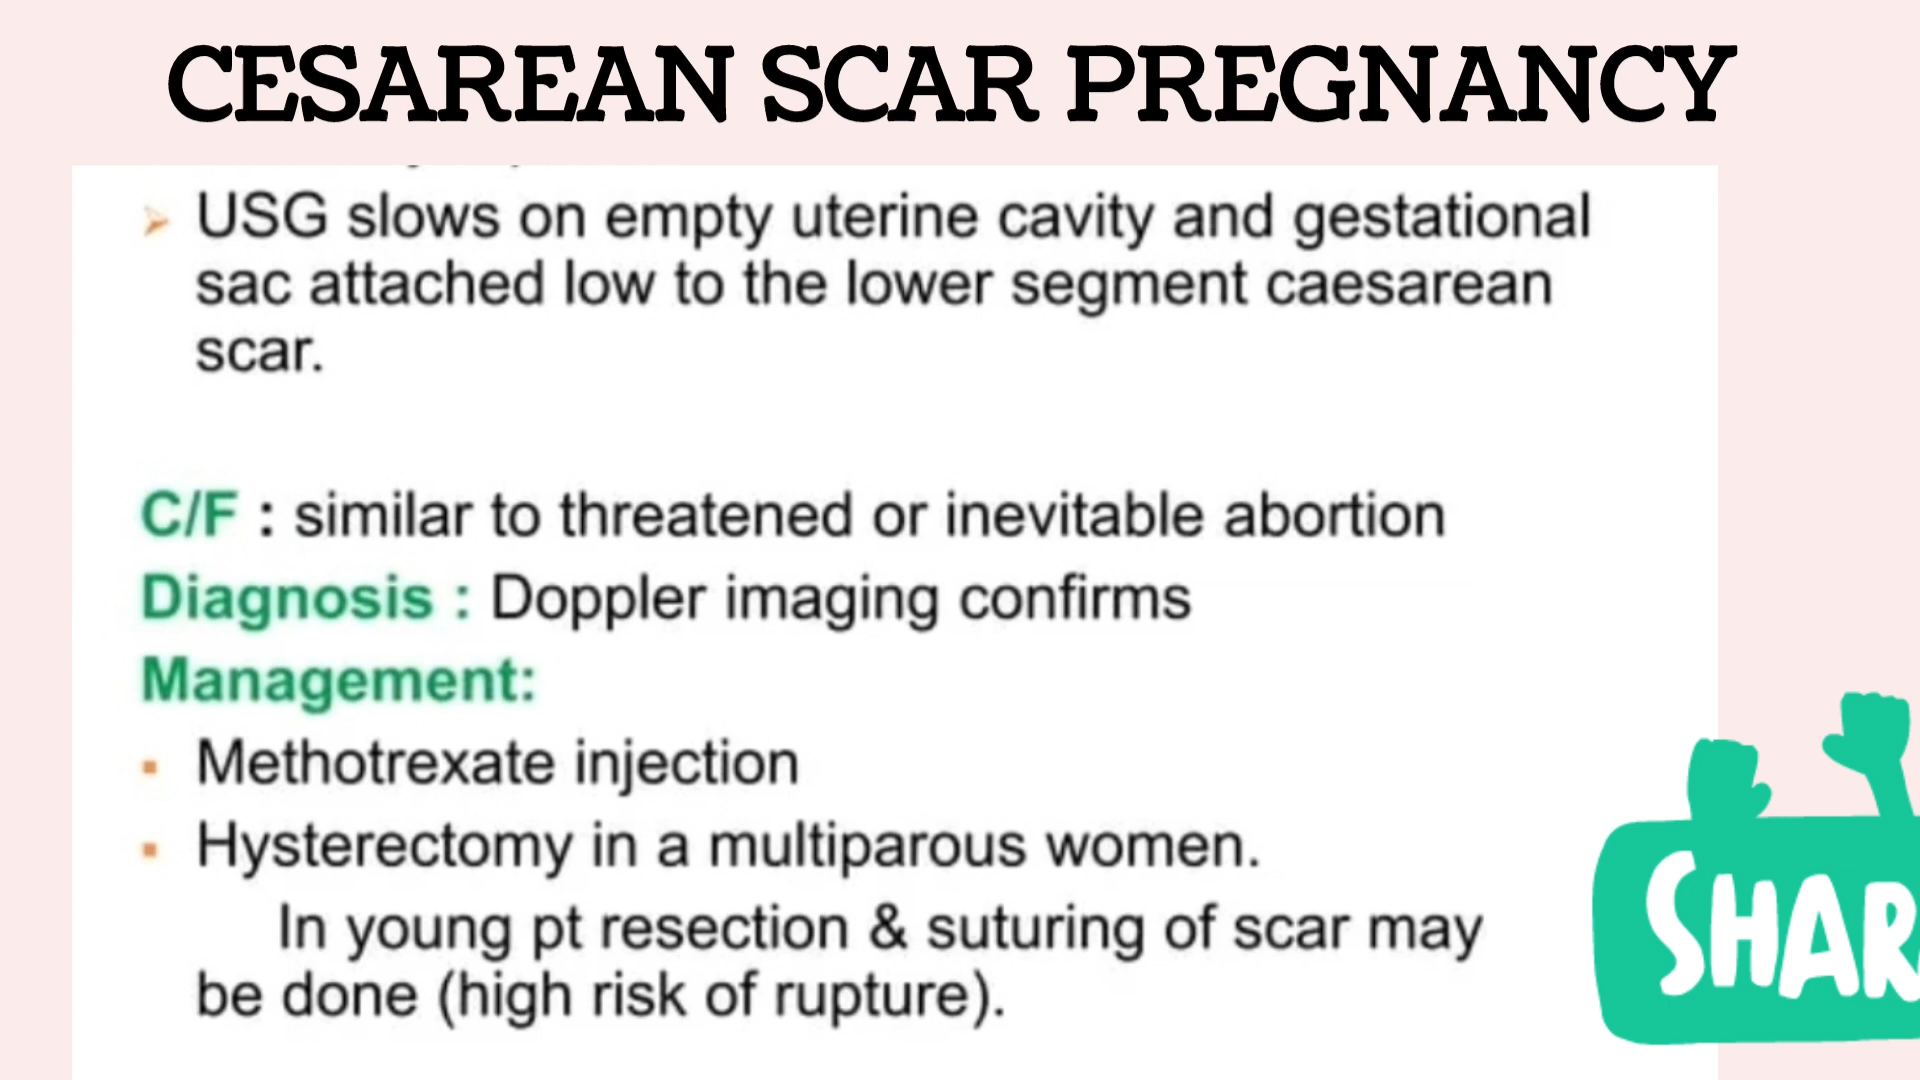 CESAREAN SCAR PREGNANCY
➢ USG slows on empty uterine cavity and gestational
sac attached low to the lower segment caesarean
scar.
C/F : similar to threatened or inevitable abortion
Diagnosis : Doppler imaging confirms
Management:
▪ Methotrexate injection
▪ Hysterectomy in a multiparous women.
In young pt resection & suturing of scar may
be done (high risk of rupture).
SHAR